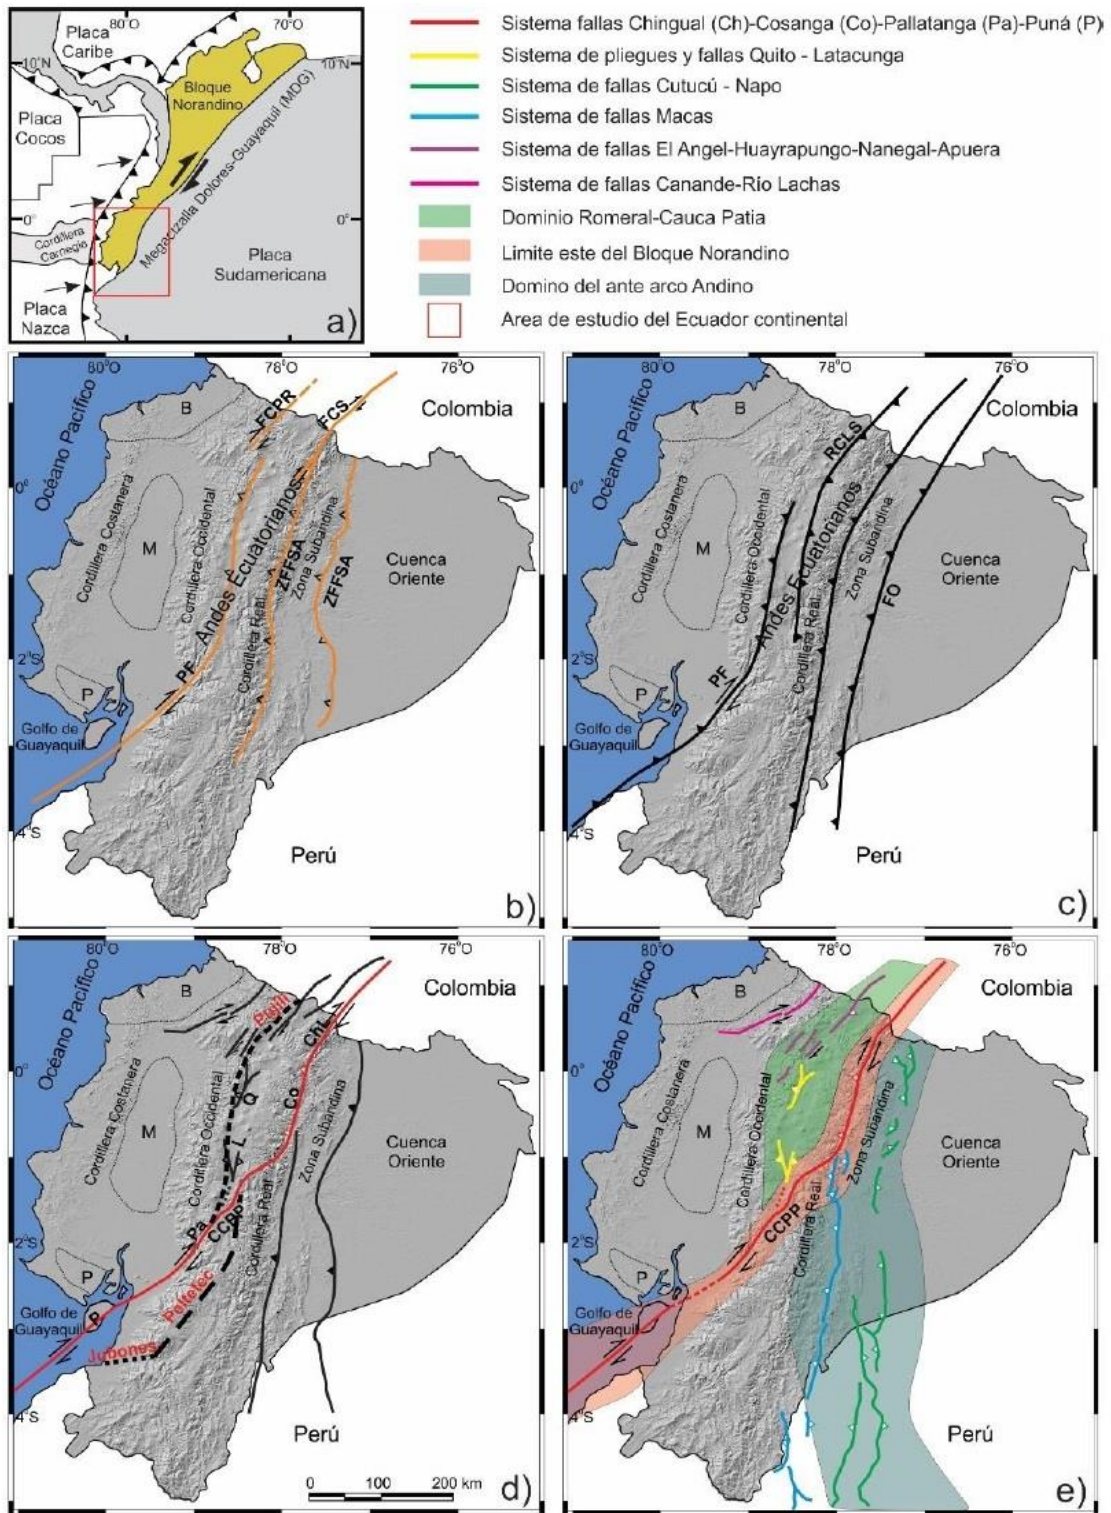 80°O
70°O
Placa
Caribe
10°N
10°N
Bloque
Norandino
Placa
Cocos
Megacizalla Dolores-Guayaquil (MDG)
0°
0°
Cordillera
Carnegie
Placa
Sudamericana
Placa
Nazca
a)
Sistema fallas Chingual (Ch)-Cosanga (Co)-Pallatanga (Pa)-Puná (P)
Sistema de pliegues y fallas Quito - Latacunga
Sistema de fallas Cutucú - Napo
Sistema de fallas Macas
Sistema de fallas El Angel-Huayrapungo-Nanegal-Apuera
Sistema de fallas Canande-Río Lachas
Dominio Romeral-Cauca Patia
Limite este del Bloque Norandino
Domino del ante arco Andino
Area de estudio del Ecuador continental
80°O
78°O
76°O
Océano Pacífico
B
FCPR
FCS
Colombia
0°
Cordillera Costanera
M
Cordillera Occidental
Andes Ecuatorianos
ZFFSA
Zona Subandina
ZFFSA
Cuenca
Oriente
Cordillera Real
2°S
PF
P
Golfo de
Guayaquil
4°S
Perú
b)
80°O
78°O
76°O
Océano Pacífico
B
RCLS
Colombia
0°
Cordillera Costanera
M
Cordillera Occidental
Andes Ecuatorianos
Zona Subandina
Cuenca
Oriente
FO
Cordillera Real
2°S
PF
P
Golfo de
Guayaquil
4°S
Perú
c)
80°O
78°O
76°O
Océano Pacífico
B
Pujilí
Chi
Colombia
0°
Cordillera Costanera
M
Cordillera Occidental
Q
Co
L
Zona Subandina
Cuenca
Oriente
Pa
CCPP
Cordillera Real
2°S
P
Peltetec
Golfo de
Guayaquil
P
Jubones
4°S
Perú
0 100 200 km
d)
80°O
78°O
76°O
Océano Pacífico
B
Colombia
0°
Cordillera Costanera
M
Cordillera Occidental
Zona Subandina
Cuenca
Oriente
CCPP
Cordillera Real
2°S
P
Golfo de
Guayaquil
4°S
Perú
e)